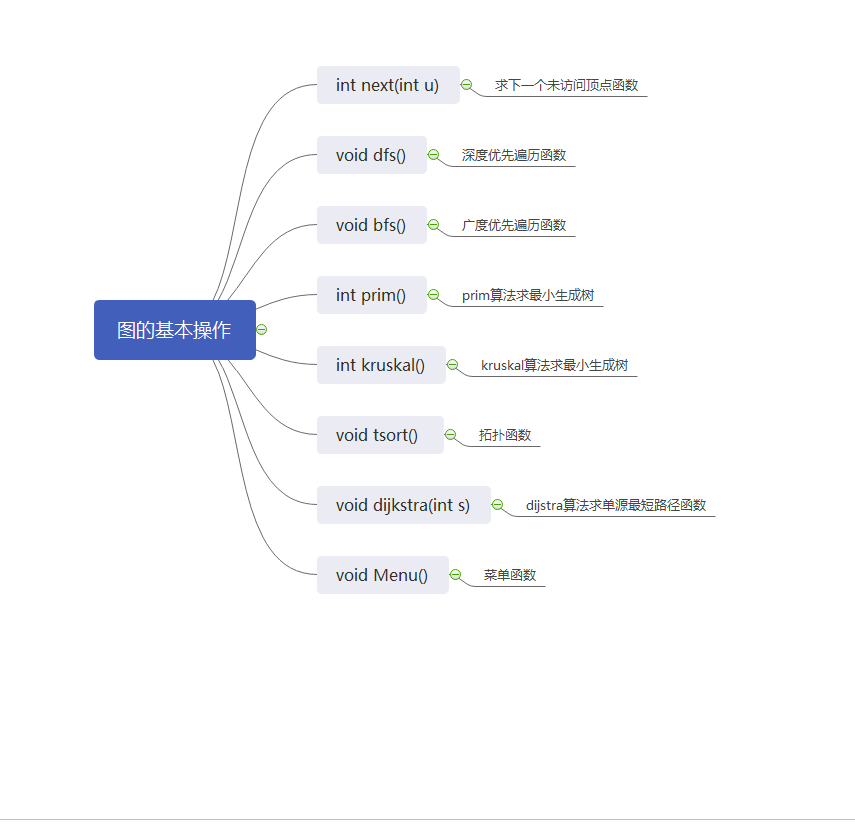 int next(int u)
求下一个未访问顶点函数
void dfs()
深度优先遍历函数
void bfs()
广度优先遍历函数
int prim()
prim算法求最小生成树
图的基本操作
int kruskal()
kruskal算法求最小生成树
void tsort()
拓扑函数
void dijkstra(int s)
dijstra算法求单源最短路径函数
void Menu()
菜单函数